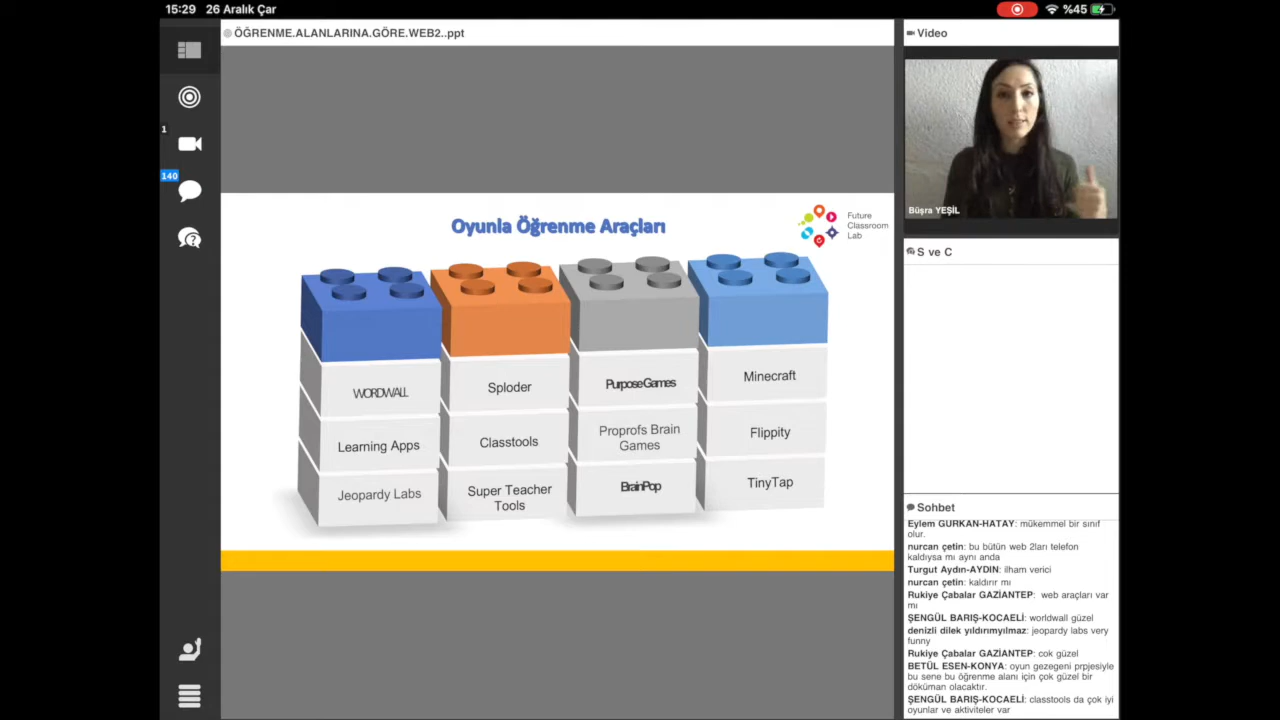 15:29 26 Aralık Çar
%45
ÖĞRENME.ALANLARINA.GÖRE.WEB2..ppt
Video
1
140
Oyunla Öğrenme Araçları
Future
Classroom
Lab
WORDWALL
Sploder
PurposeGames
Minecraft
Learning Apps
Classtools
Proprofs Brain
Games
Flippity
Jeopardy Labs
Super Teacher
Tools
BrainPop
TinyTap
Büşra YEŞİL
S ve C
Sohbet
Eylem GÜRKAN-HATAY: mükemmel bir sınıf
olur.
nurcan çetin: bu bütün web 2ları telefon
kaldıysa mı aynı anda
Turgut Aydın-AYDIN: ilham verici
nurcan çetin: kaldırır mı
Rukiye Çabalar GAZİANTEP: web araçları var
mı
ŞENGÜL BARIŞ-KOCAELİ: worldwall güzel
denizli dilek yıldırımyılmaz: jeopardy labs very
funny
Rukiye Çabalar GAZİANTEP: cok güzel
BETÜL ESEN-KONYA: oyun gezegeni prpjesiyle
bu sene bu öğrenme alanı için çok güzel bir
döküman olacaktır.
ŞENGÜL BARIŞ-KOCAELİ: classtools da çok iyi
oyunlar ve aktiviteler var